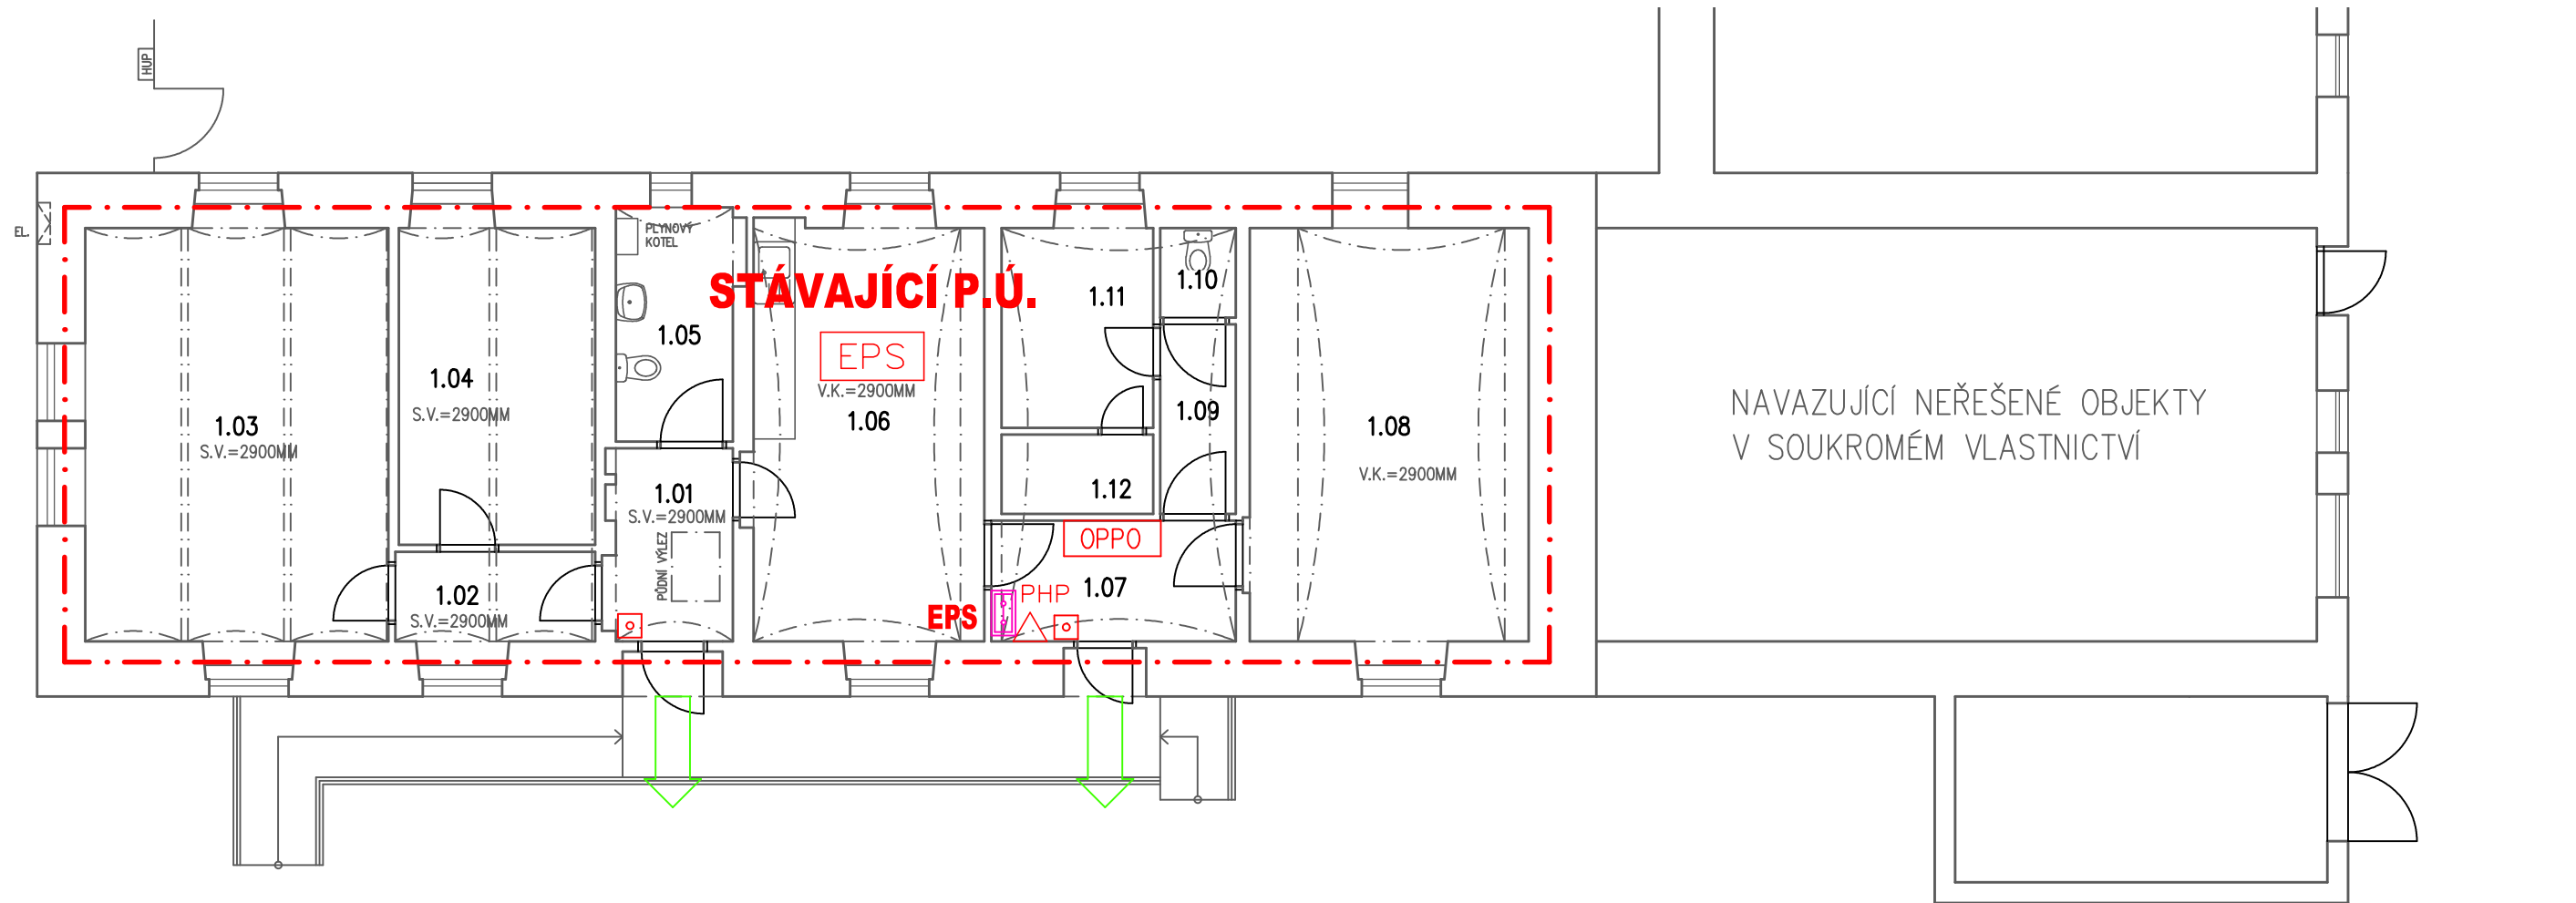 HUP
EL.
PLYNOVÝ
KOTEL
STÁVAJÍCÍ P.Ú.
1.10
1.11
1.05
EPS
V.K.=2900MM
1.06
1.04
S.V.=2900MM
1.03
S.V.=2900MM
1.09
1.08
V.K.=2900MM
NAVAZUJÍCÍ NEŘEŠENÉ OBJEKTY
V SOUKROMÉM VLASTNICTVÍ
1.01
S.V.=2900MM
PŮDNÍ VÝLEZ
1.12
OPPO
1.02
S.V.=2900MM
1.07
PHP
EPS